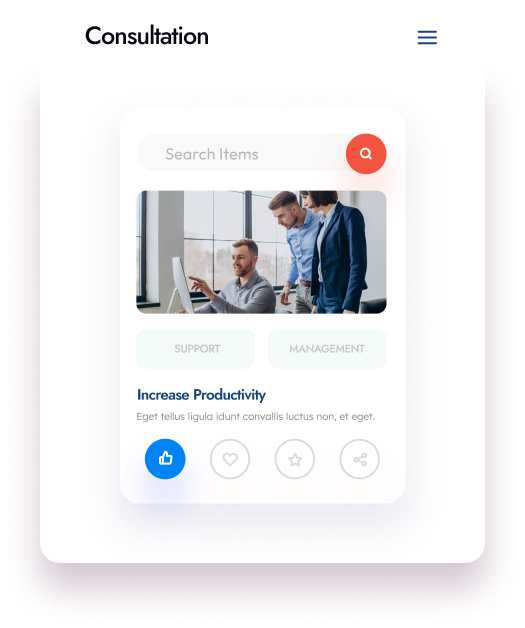 Consultation
Search Items
SUPPORT
MANAGEMENT
Increase Productivity
Eget tellus ligula idunt convallis luctus non, et eget.